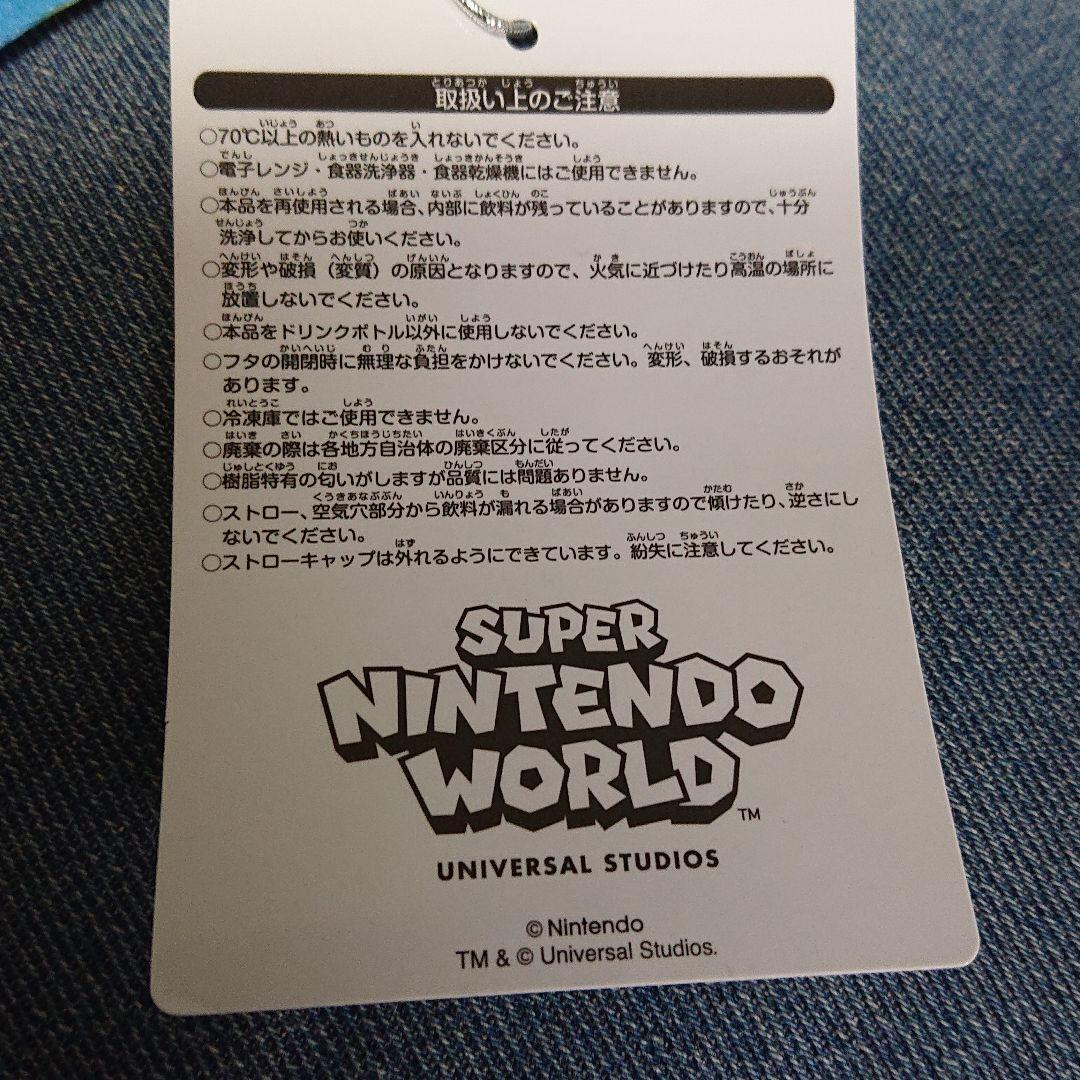 取扱い上のご注意
○70℃以上の熱いものを入れないでください。
○電子レンジ・食器洗浄器・食器乾燥機にはご使用できません。
○本品を再使用される場合、内部に飲料が残っていることがありますので、十分
洗浄してからお使いください。
○変形や破損（変質）の原因となりますので、火気に近づけたり高温の場所に
放置しないでください。
○本品をドリンクボトル以外に使用しないでください。
○フタの開閉時に無理な負担をかけないでください。変形、破損するおそれが
あります。
○冷凍庫ではご使用できません。
○廃棄の際は各地方自治体の廃棄区分に従ってください。
○樹脂特有の匂いがしますが品質には問題ありません。
○ストロー、空気穴部分から飲料が漏れる場合がありますので傾けたり、逆さにし
ないでください。
○ストローキャップは外れるようにできています。紛失に注意してください。
SUPER
NINTENDO
WORLD™
UNIVERSAL STUDIOS
© Nintendo
TM & © Universal Studios.